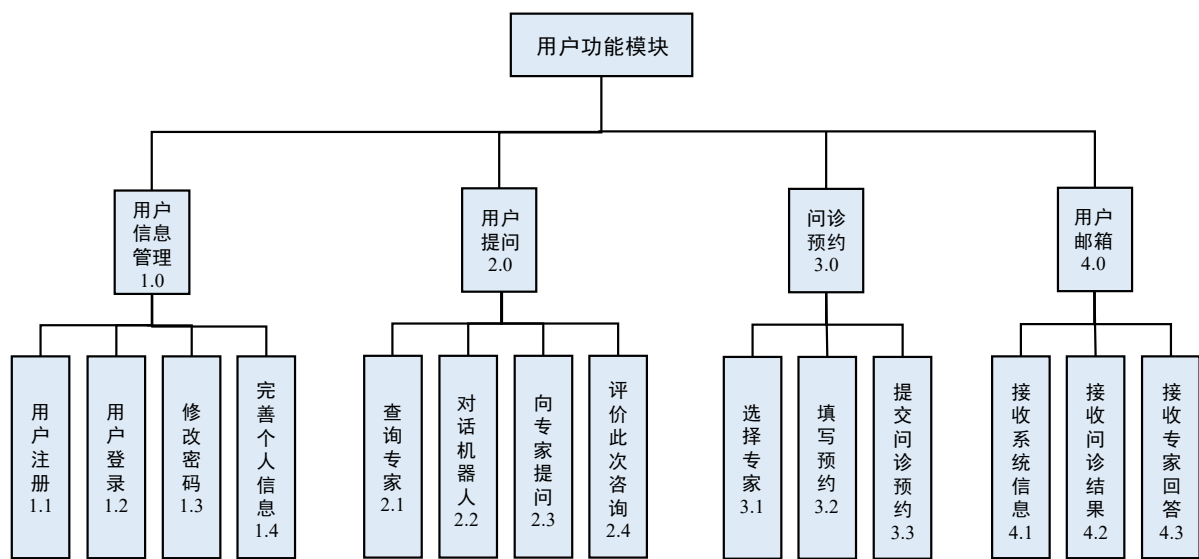 用户功能模块
用户
信息
管理
1.0
用户
提问
2.0
问诊
预约
3.0
用户
邮箱
4.0
用户注册
1.1
用户登录
1.2
修改密码
1.3
完善个人信息
1.4
查询专家
2.1
对话机器人
2.2
向专家提问
2.3
评价此次咨询
2.4
选择专家
3.1
填写预约
3.2
提交问诊预约
3.3
接收系统信息
4.1
接收问诊结果
4.2
接收专家回答
4.3